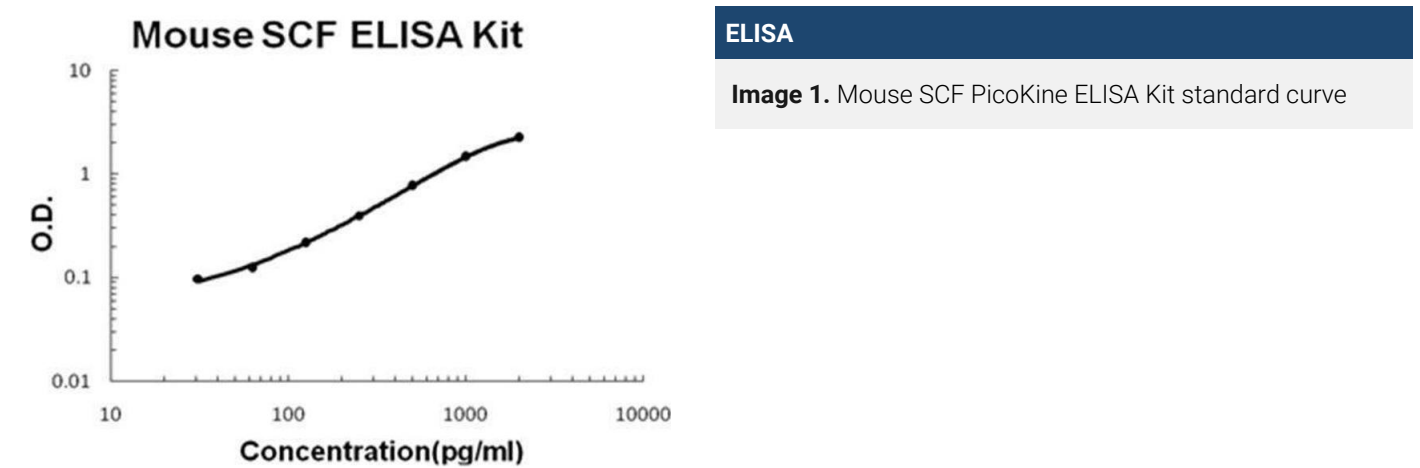 Mouse SCF ELISA Kit
10
1
0.1
0.01
O.D.
10 100 1000 10000
Concentration(pg/ml)
ELISA
Image 1. Mouse SCF PicoKine ELISA Kit standard curve